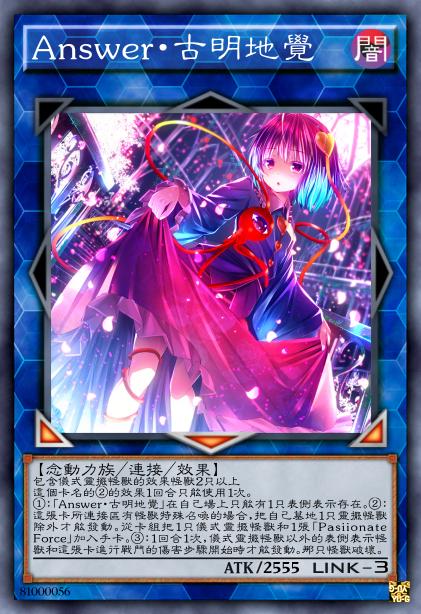 Answer・古明地覺
闇
【念動力族/連接/效果】
包含儀式靈擺怪獸的效果怪獸2只以上
這個卡名的②的效果1回合只能使用1次。
①:「Answer・古明地覺」在自己場上只能有1只表側表示存在。②:
這張卡所連接區有怪獸特殊召喚的場合,把自己墓地1只靈擺怪獸
除外才能發動。從卡組把1只儀式靈擺怪獸和1張「Pasiionate
Force」加入手卡。③:1回合1次,儀式靈擺怪獸以外的表側表示怪
獸和這張卡進行戰鬥的傷害步驟開始時才能發動。那只怪獸破壞。
ATK/2555 LINK-3
81000056